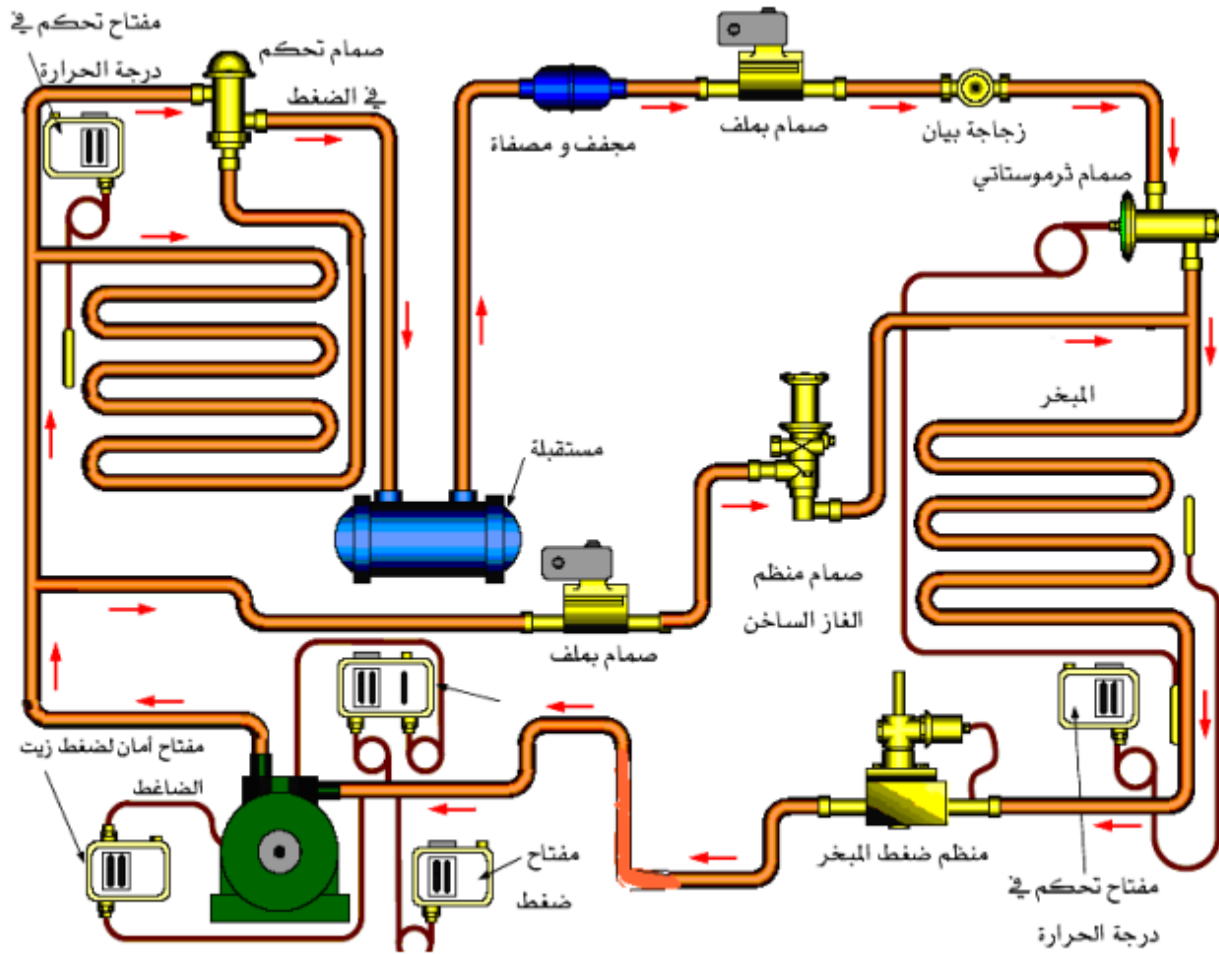 مفتاح تحكم في
درجة الحرارة
صمام تحكم
في الضغط
مجفف و مصفاة
صمام بملف
زجاجة بيان
صمام ثرموستاتي
المبخر
مستقبلة
صمام منظم
الغاز الساخن
صمام بملف
مفتاح أمان لضغط زيت
الضاغط
مفتاح
ضغط
منظم ضغط المبخر
مفتاح تحكم في
درجة الحرارة